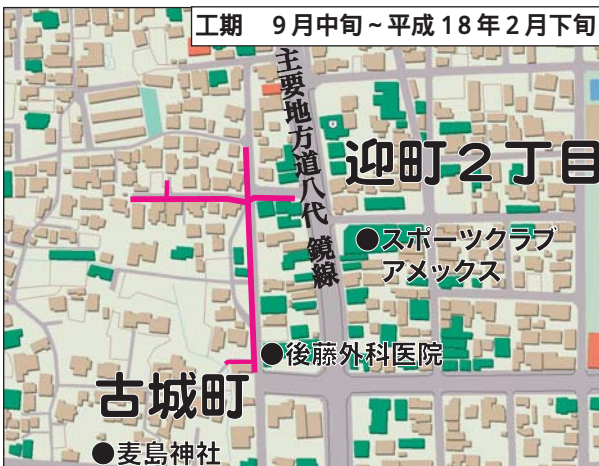 工期 9月中旬~平成18年2月下旬
主要地方道八代 鏡線
迎町2丁目
●スポーツクラブ
アメックス
●後藤外科医院
古城町
●麦島神社